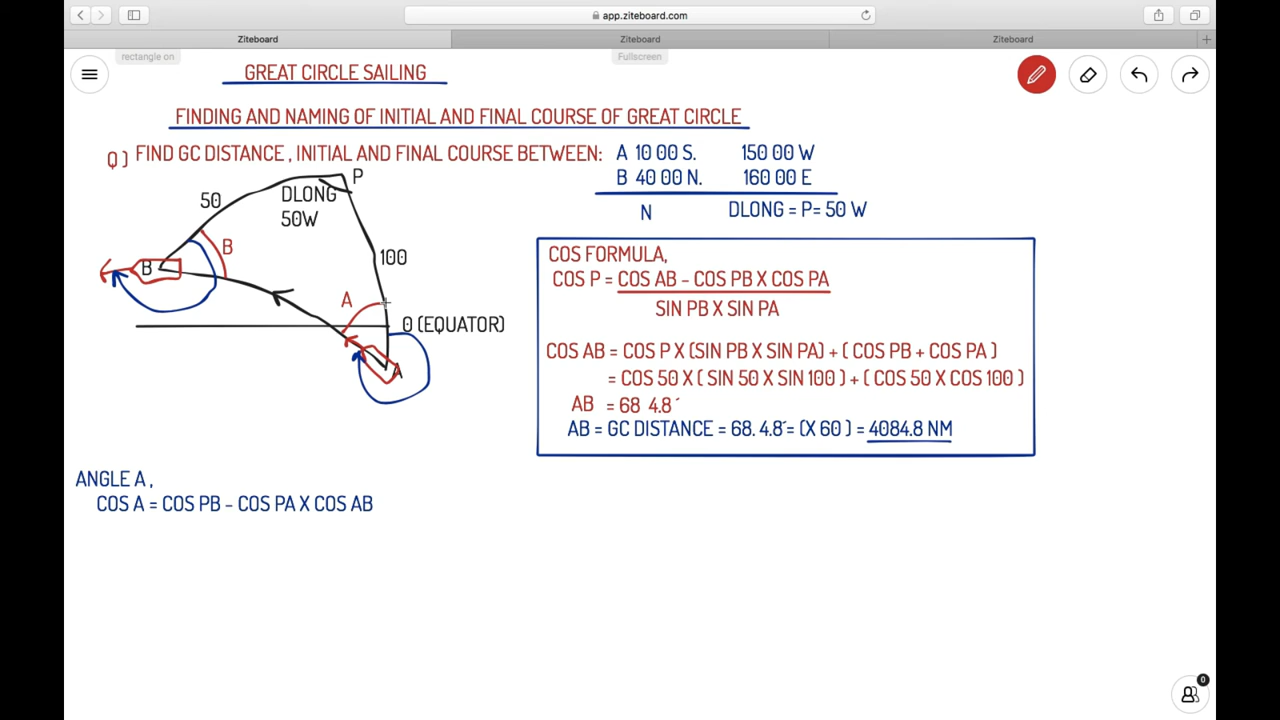 app.ziteboard.com
Ziteboard
Ziteboard
Ziteboard
rectangle on
Fullscreen
GREAT CIRCLE SAILING
FINDING AND NAMING OF INITIAL AND FINAL COURSE OF GREAT CIRCLE
Q) FIND GC DISTANCE , INITIAL AND FINAL COURSE BETWEEN:
A 10 00 S. 150 00 W
B 40 00 N. 160 00 E
N DLONG = P= 50 W
P
50
DLONG
50W
B
B
100
A
0 (EQUATOR)
A
COS FORMULA,
COS P = COS AB - COS PB X COS PA
SIN PB X SIN PA
COS AB = COS P X (SIN PB X SIN PA) + ( COS PB + COS PA )
= COS 50 X ( SIN 50 X SIN 100 ) + ( COS 50 X COS 100 )
AB = 68 4.8´
AB = GC DISTANCE = 68. 4.8´= (X 60 ) = 4084.8 NM
ANGLE A ,
COS A = COS PB - COS PA X COS AB
0